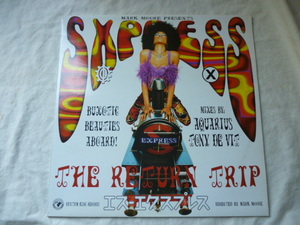 MARK MOORE PRESENTS
SXPRESS
BUXOTIC
BEAUTIES
ABOARD!
MIXES BY
AQUARIUS
TONY DE VIT
EXPRESS
THE RETURN TRIP
エスエクスプレス
DIRECTED BY MARK MOORE